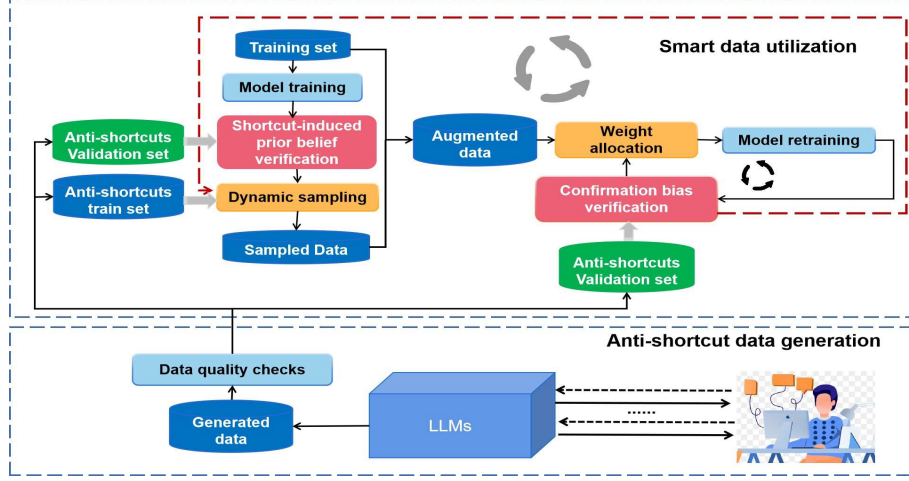 Training set
Smart data utilization
Model training
Anti-shortcuts
Validation set
Shortcut-induced
prior belief
verification
Augmented
data
Weight
allocation
Model retraining
Anti-shortcuts
train set
Dynamic sampling
Confirmation bias
verification
Sampled Data
Anti-shortcuts
Validation set
Anti-shortcut data generation
Data quality checks
Generated
data
LLMs
......